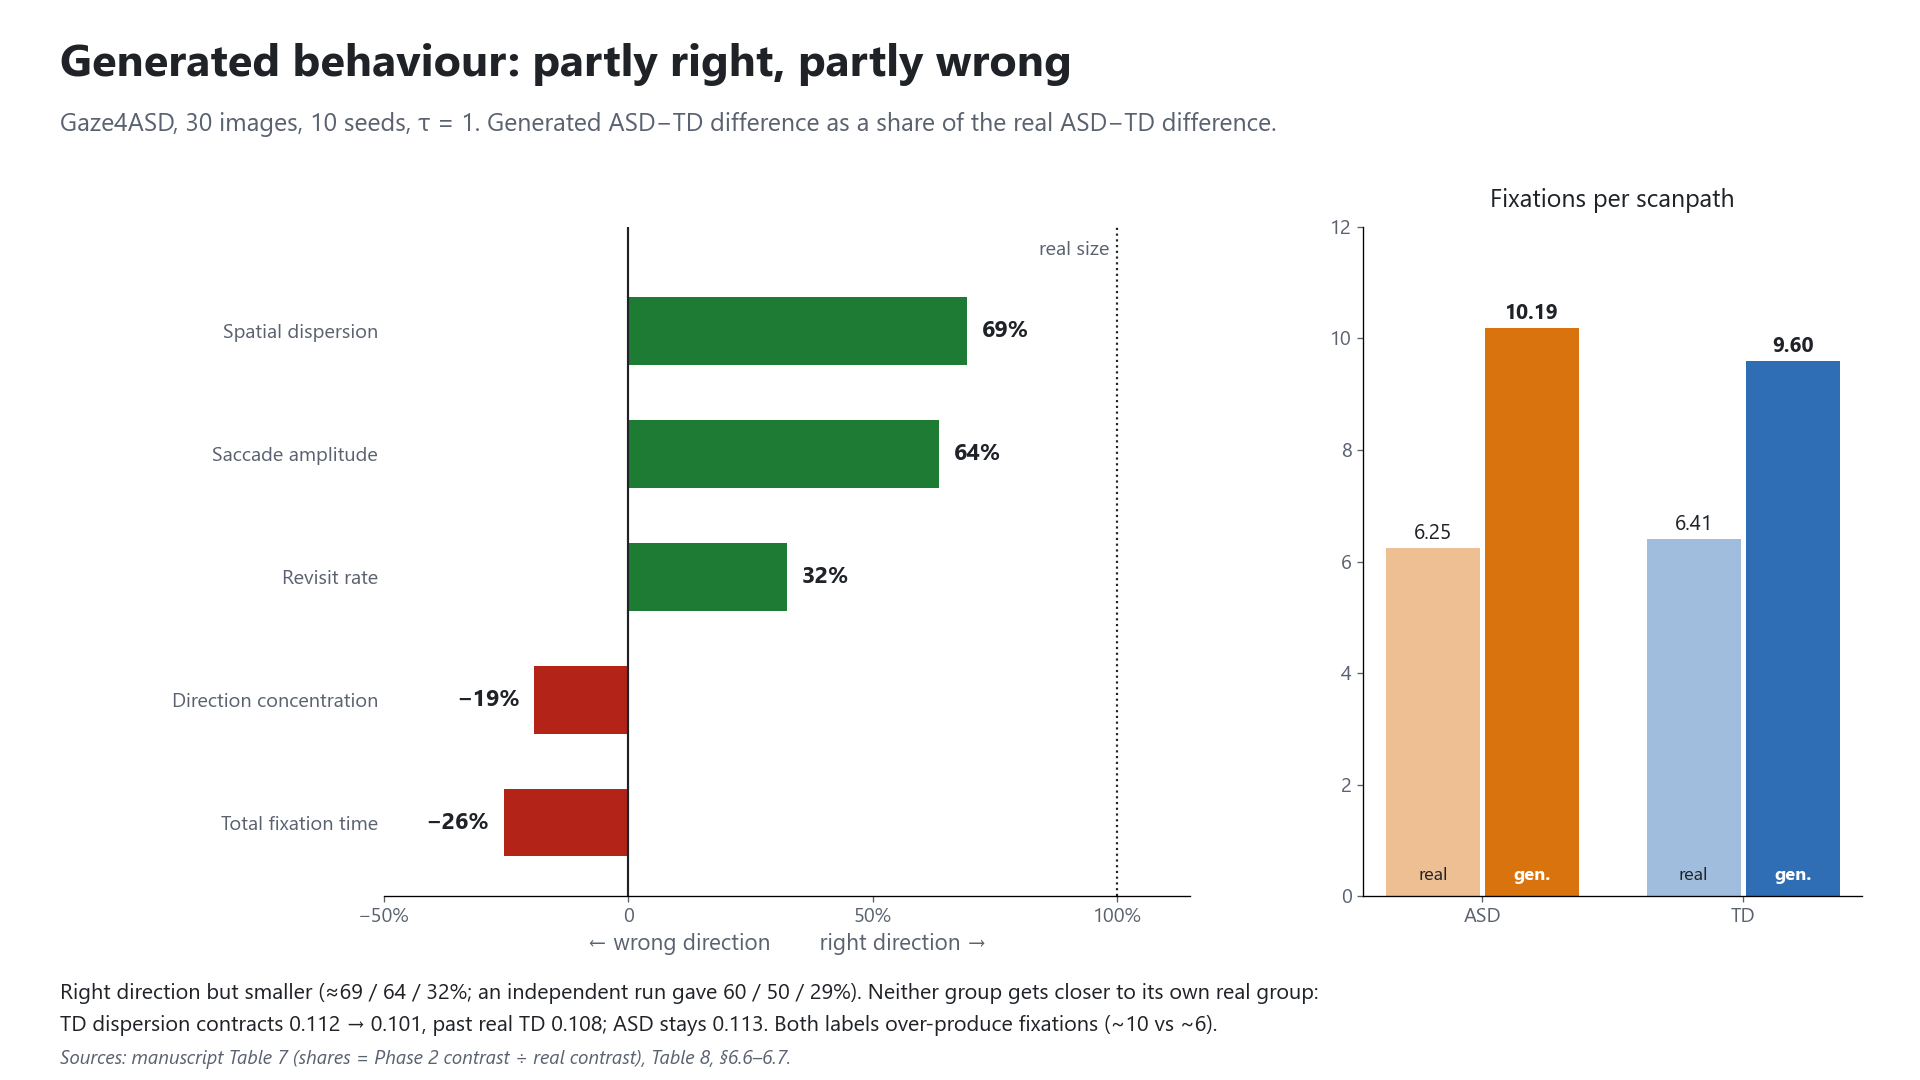 Generated behaviour: partly right, partly wrong
Gaze4ASD, 30 images, 10 seeds, τ = 1. Generated ASD−TD difference as a share of the real ASD−TD difference.
real size
Spatial dispersion
69%
Saccade amplitude
64%
Revisit rate
32%
Direction concentration
−19%
Total fixation time
−26%
−50%
0
50%
100%
← wrong direction
right direction →
Fixations per scanpath
12
10
8
6
4
2
0
6.25
10.19
6.41
9.60
real
gen.
real
gen.
ASD
TD
Right direction but smaller (≈69 / 64 / 32%; an independent run gave 60 / 50 / 29%). Neither group gets closer to its own real group:
TD dispersion contracts 0.112 → 0.101, past real TD 0.108; ASD stays 0.113. Both labels over-produce fixations (~10 vs ~6).
Sources: manuscript Table 7 (shares = Phase 2 contrast ÷ real contrast), Table 8, §6.6–6.7.